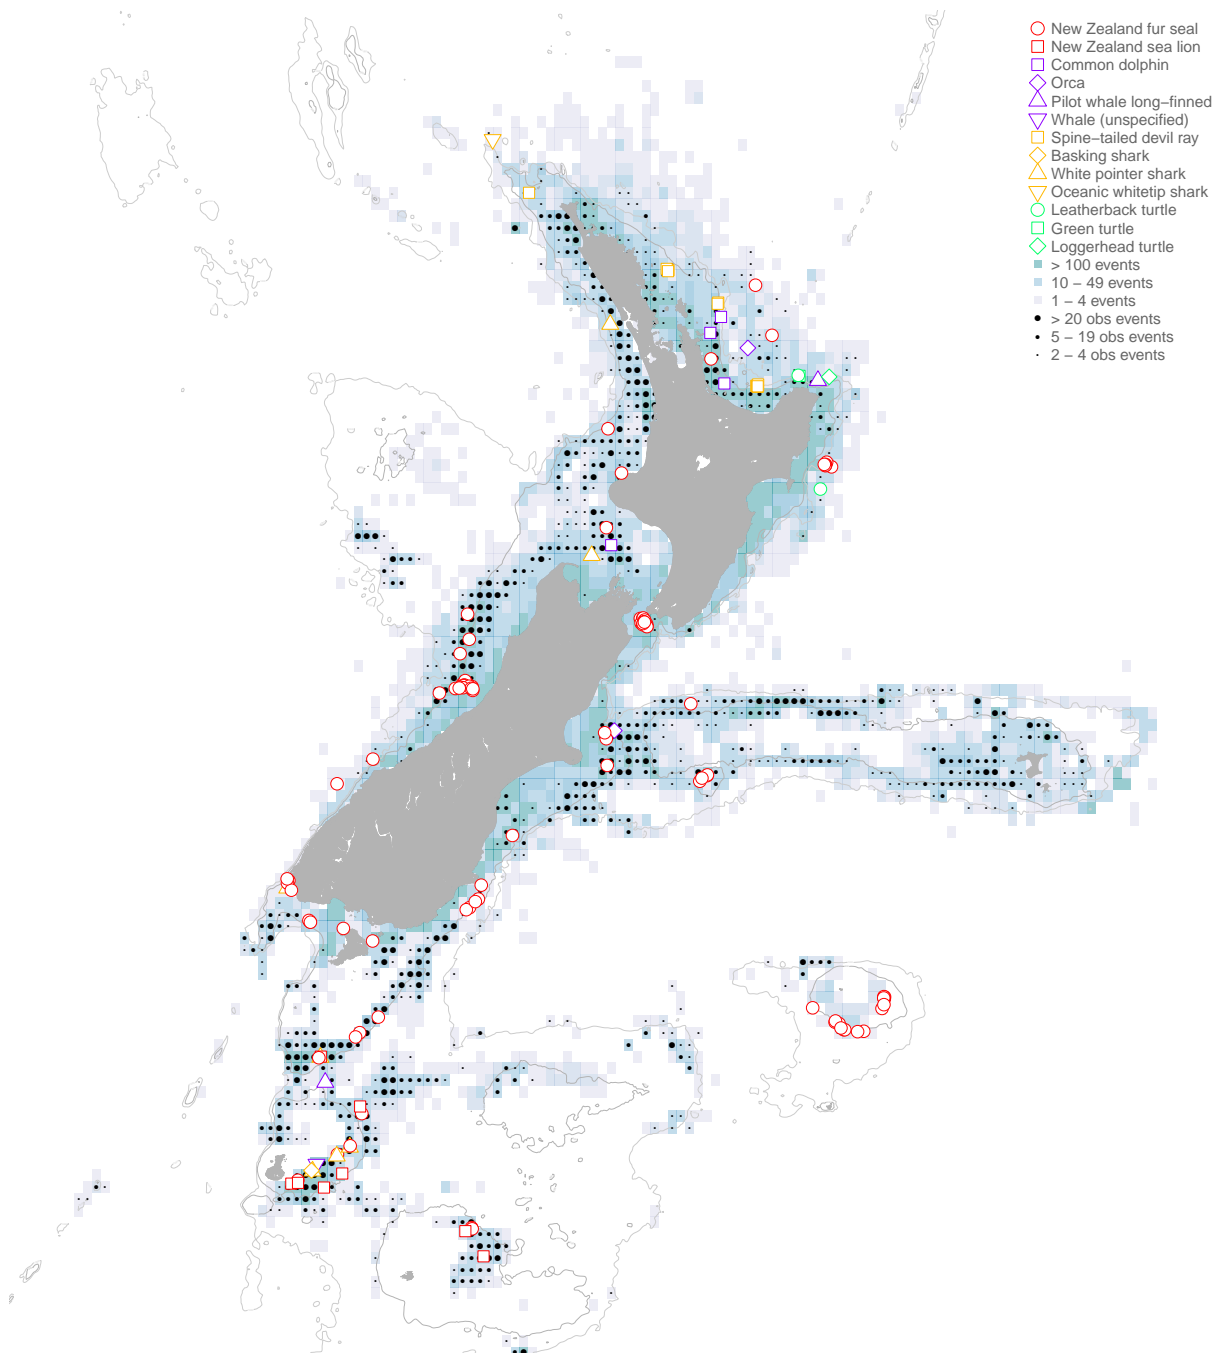 New Zealand fur seal
New Zealand sea lion
Common dolphin
Orca
Pilot whale long−finned
Whale (unspecified)
Spine−tailed devil ray
Basking shark
White pointer shark
Oceanic whitetip shark
Leatherback turtle
Green turtle
Loggerhead turtle
> 100 events
10 − 49 events
1 − 4 events
> 20 obs events
5 − 19 obs events
2 − 4 obs events